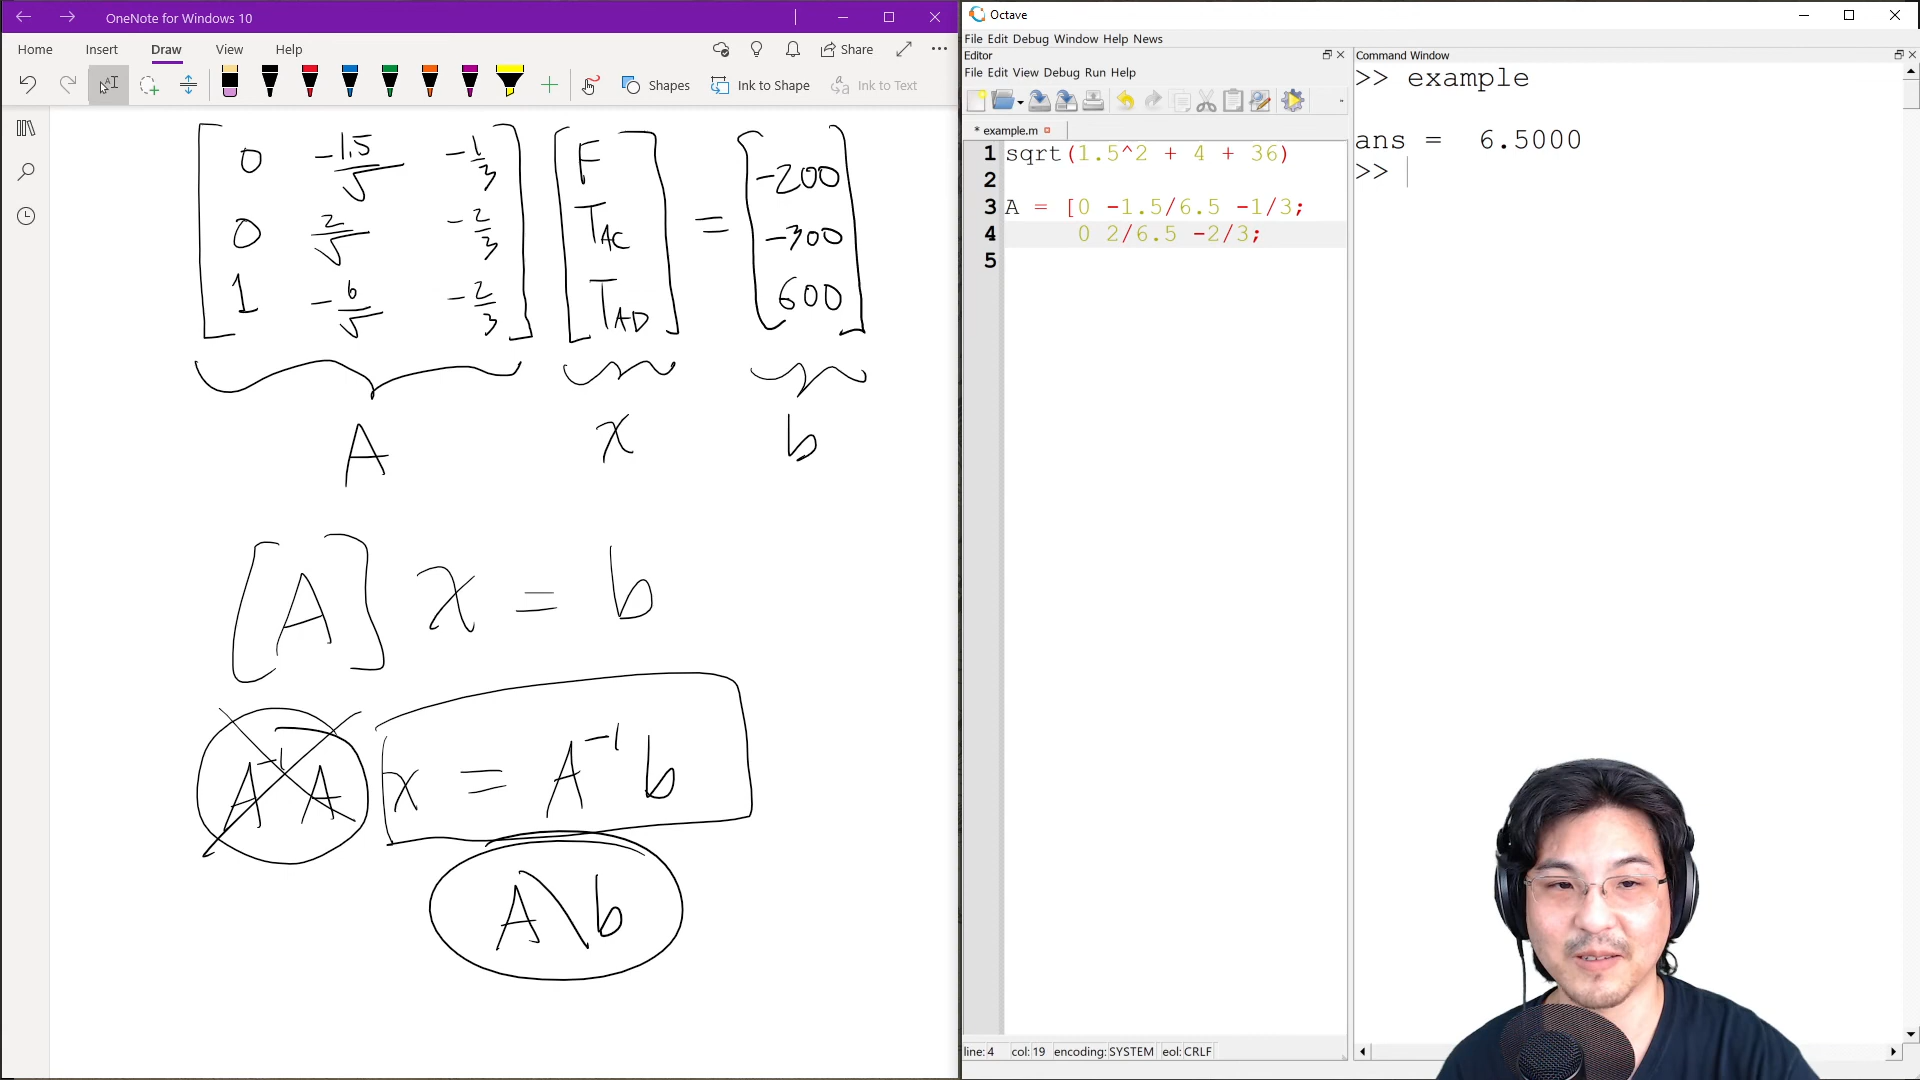 OneNote for Windows 10
Home Insert Draw View Help
Share
Shapes Ink to Shape Ink to Text
0 -1.5/√ -1/3 F -200
0 2/√ -2/3 TAC = -300
1 -6/√ -2/3 TAD 600
A x b
[A] x = b
A⁻¹A x = A⁻¹b
A\b
Octave
File Edit Debug Window Help News
Editor
File Edit View Debug Run Help
* example.m
1 sqrt(1.5^2 + 4 + 36)
2
3 A = [0 -1.5/6.5 -1/3;
4 0 2/6.5 -2/3;
5
line: 4 col: 19 encoding: SYSTEM eol: CRLF
Command Window
>> example
ans = 6.5000
>>